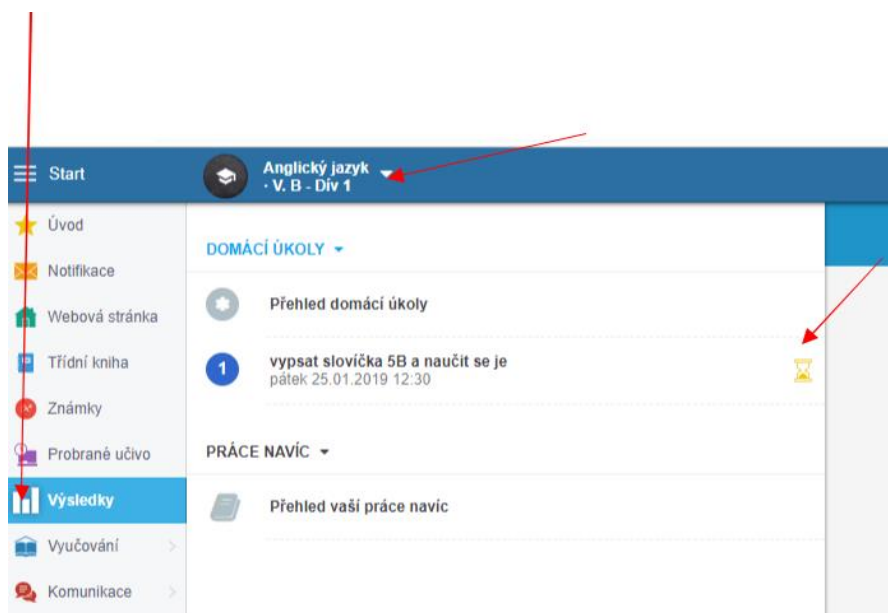 Start
Anglický jazyk
· V. B - Div 1
Úvod
Notifikace
Webová stránka
Třídní kniha
Známky
Probrané učivo
Výsledky
Vyučování
Komunikace
DOMÁCÍ ÚKOLY
Přehled domácí úkoly
1
vypsat slovíčka 5B a naučit se je
pátek 25.01.2019 12:30
PRÁCE NAVÍC
Přehled vaší práce navíc